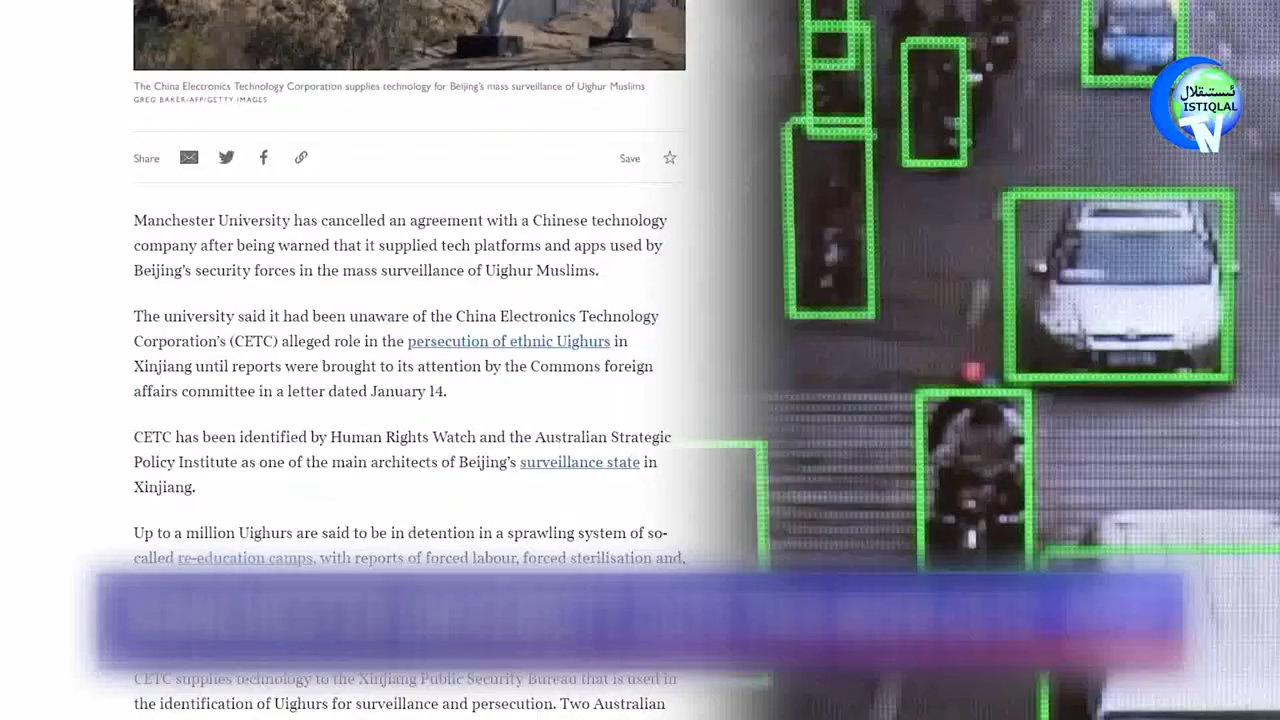 The China Electronics Technology Corporation supplies technology for Beijing's mass surveillance of Uighur Muslims
GREG BAKER/AFP/GETTY IMAGES
Share
Save
Manchester University has cancelled an agreement with a Chinese technology
company after being warned that it supplied tech platforms and apps used by
Beijing's security forces in the mass surveillance of Uighur Muslims.
The university said it had been unaware of the China Electronics Technology
Corporation's (CETC) alleged role in the persecution of ethnic Uighurs in
Xinjiang until reports were brought to its attention by the Commons foreign
affairs committee in a letter dated January 14.
CETC has been identified by Human Rights Watch and the Australian Strategic
Policy Institute as one of the main architects of Beijing's surveillance state in
Xinjiang.
Up to a million Uighurs are said to be in detention in a sprawling system of so-
called re-education camps, with reports of forced labour, forced sterilisation and,
CETC supplies technology to the Xinjiang Public Security Bureau that is used in
the identification of Uighurs for surveillance and persecution. Two Australian
ئىستىقلال
ISTIQLAL
TV